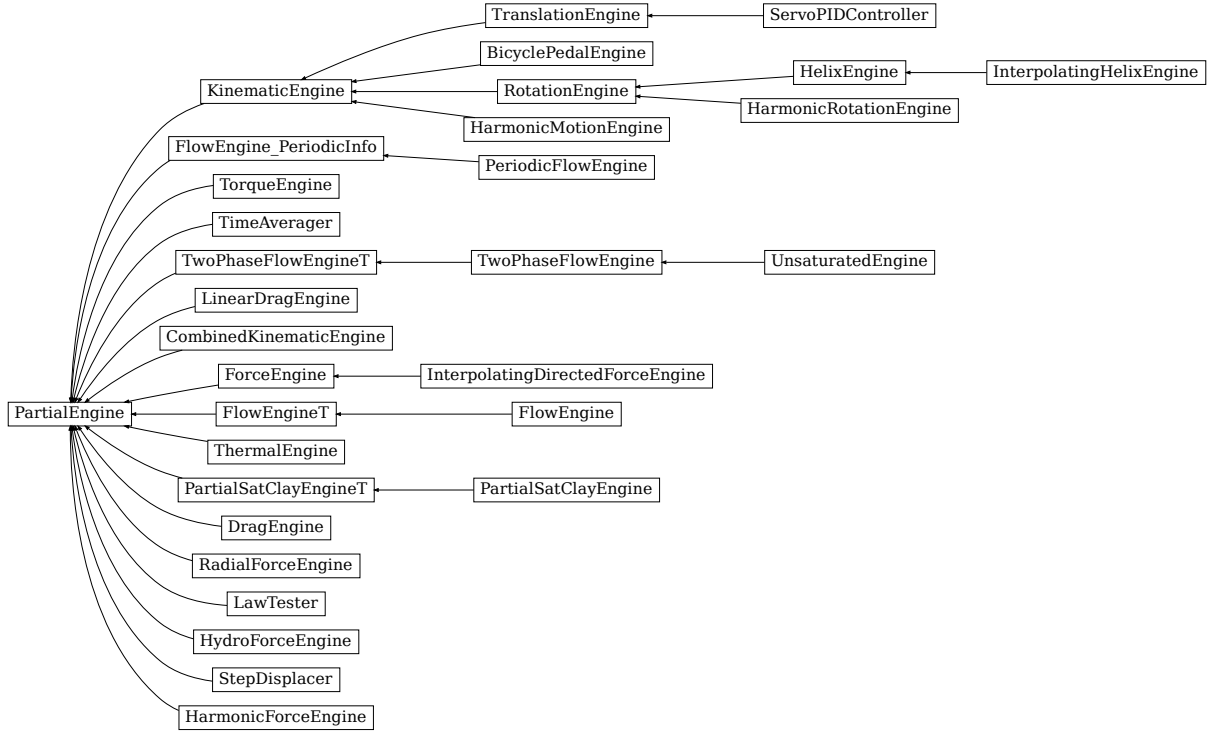 TranslationEngine
ServoPIDController
BicyclePedalEngine
HelixEngine
InterpolatingHelixEngine
KinematicEngine
RotationEngine
HarmonicRotationEngine
HarmonicMotionEngine
FlowEngine_PeriodicInfo
PeriodicFlowEngine
TorqueEngine
TimeAverager
TwoPhaseFlowEngineT
TwoPhaseFlowEngine
UnsaturatedEngine
LinearDragEngine
CombinedKinematicEngine
ForceEngine
InterpolatingDirectedForceEngine
PartialEngine
FlowEngineT
FlowEngine
ThermalEngine
PartialSatClayEngineT
PartialSatClayEngine
DragEngine
RadialForceEngine
LawTester
HydroForceEngine
StepDisplacer
HarmonicForceEngine